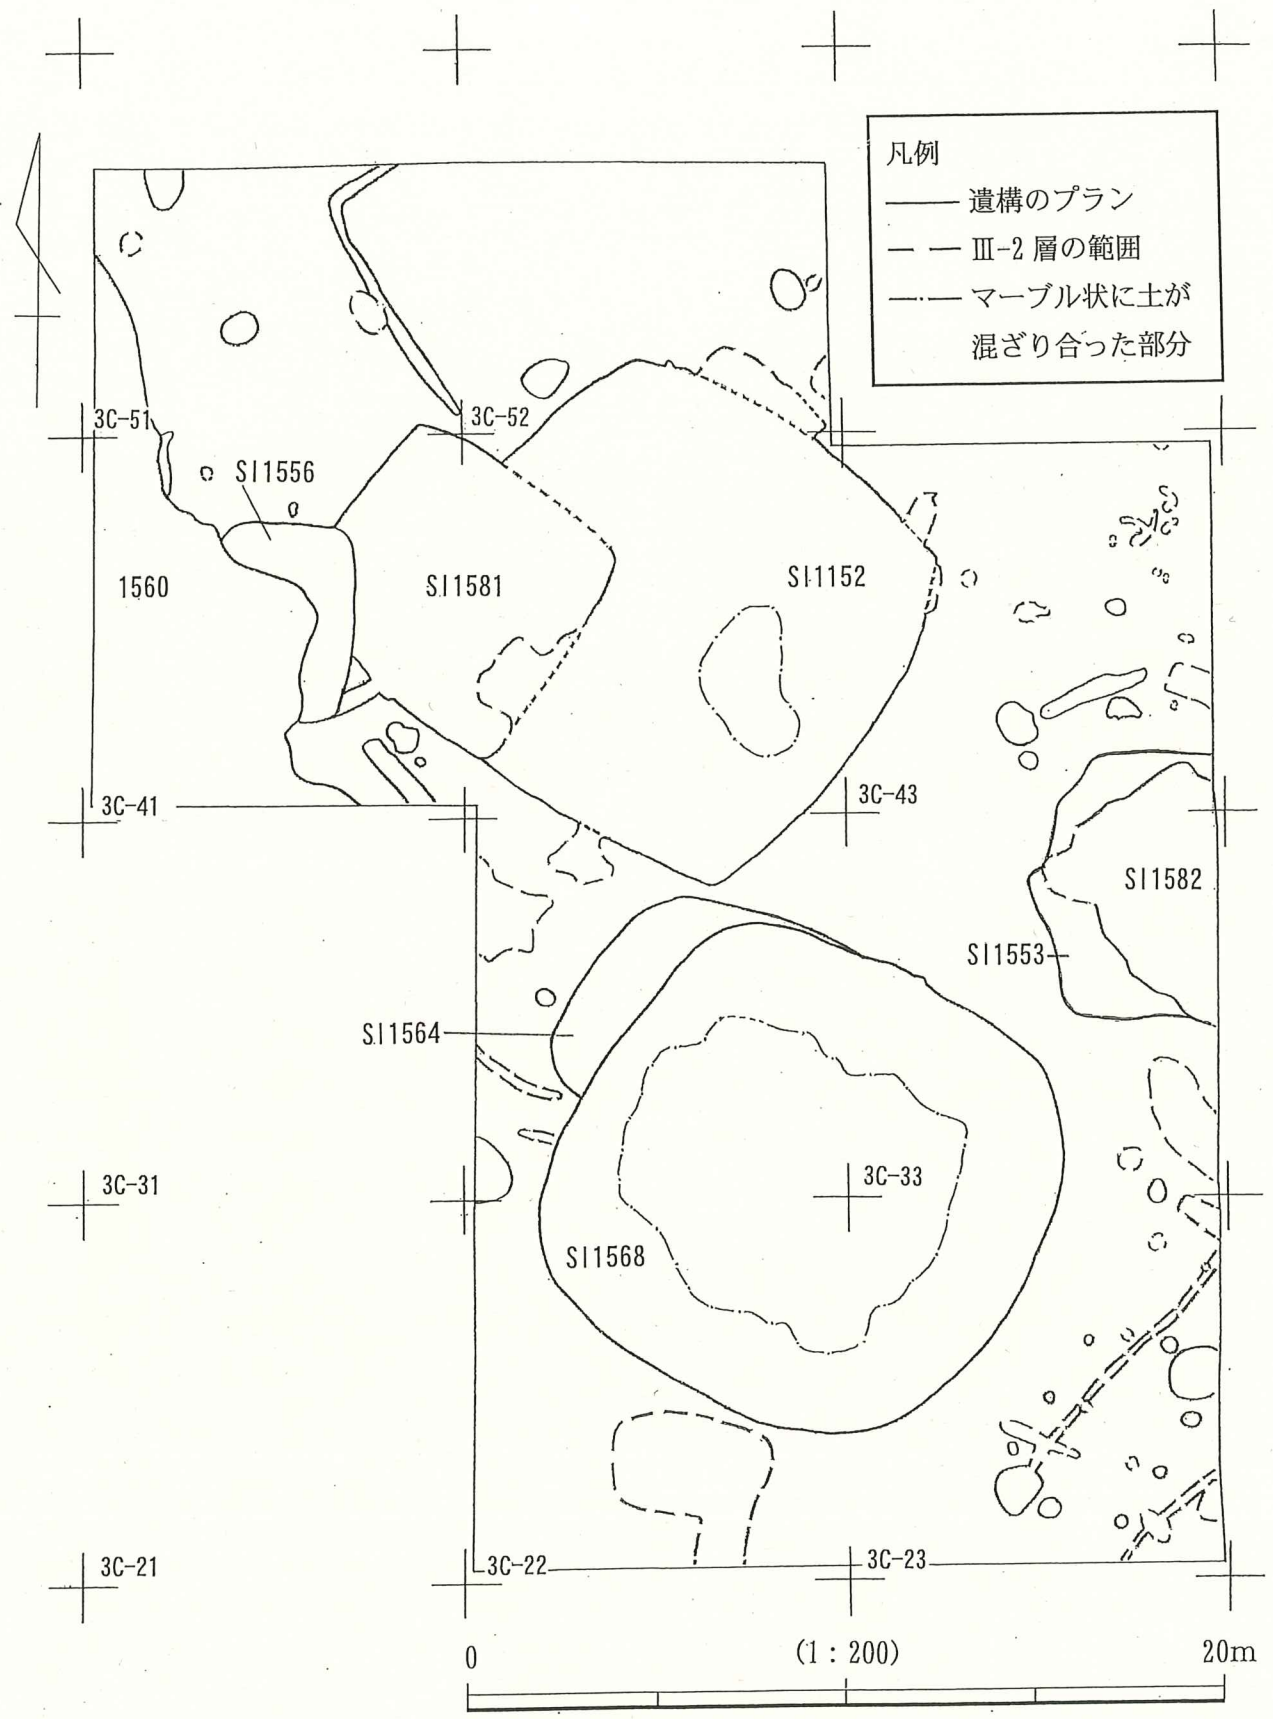 凡例
遺構のプラン
Ⅲ-2 層の範囲
マーブル状に土が
混ざり合った部分
3C-51
3C-52
SI1556
1560
SI1581
SI1152
3C-41
3C-43
SI1582
SI1553
SI1564
3C-31
3C-33
SI1568
3C-21
3C-22
3C-23
0
(1:200)
20m